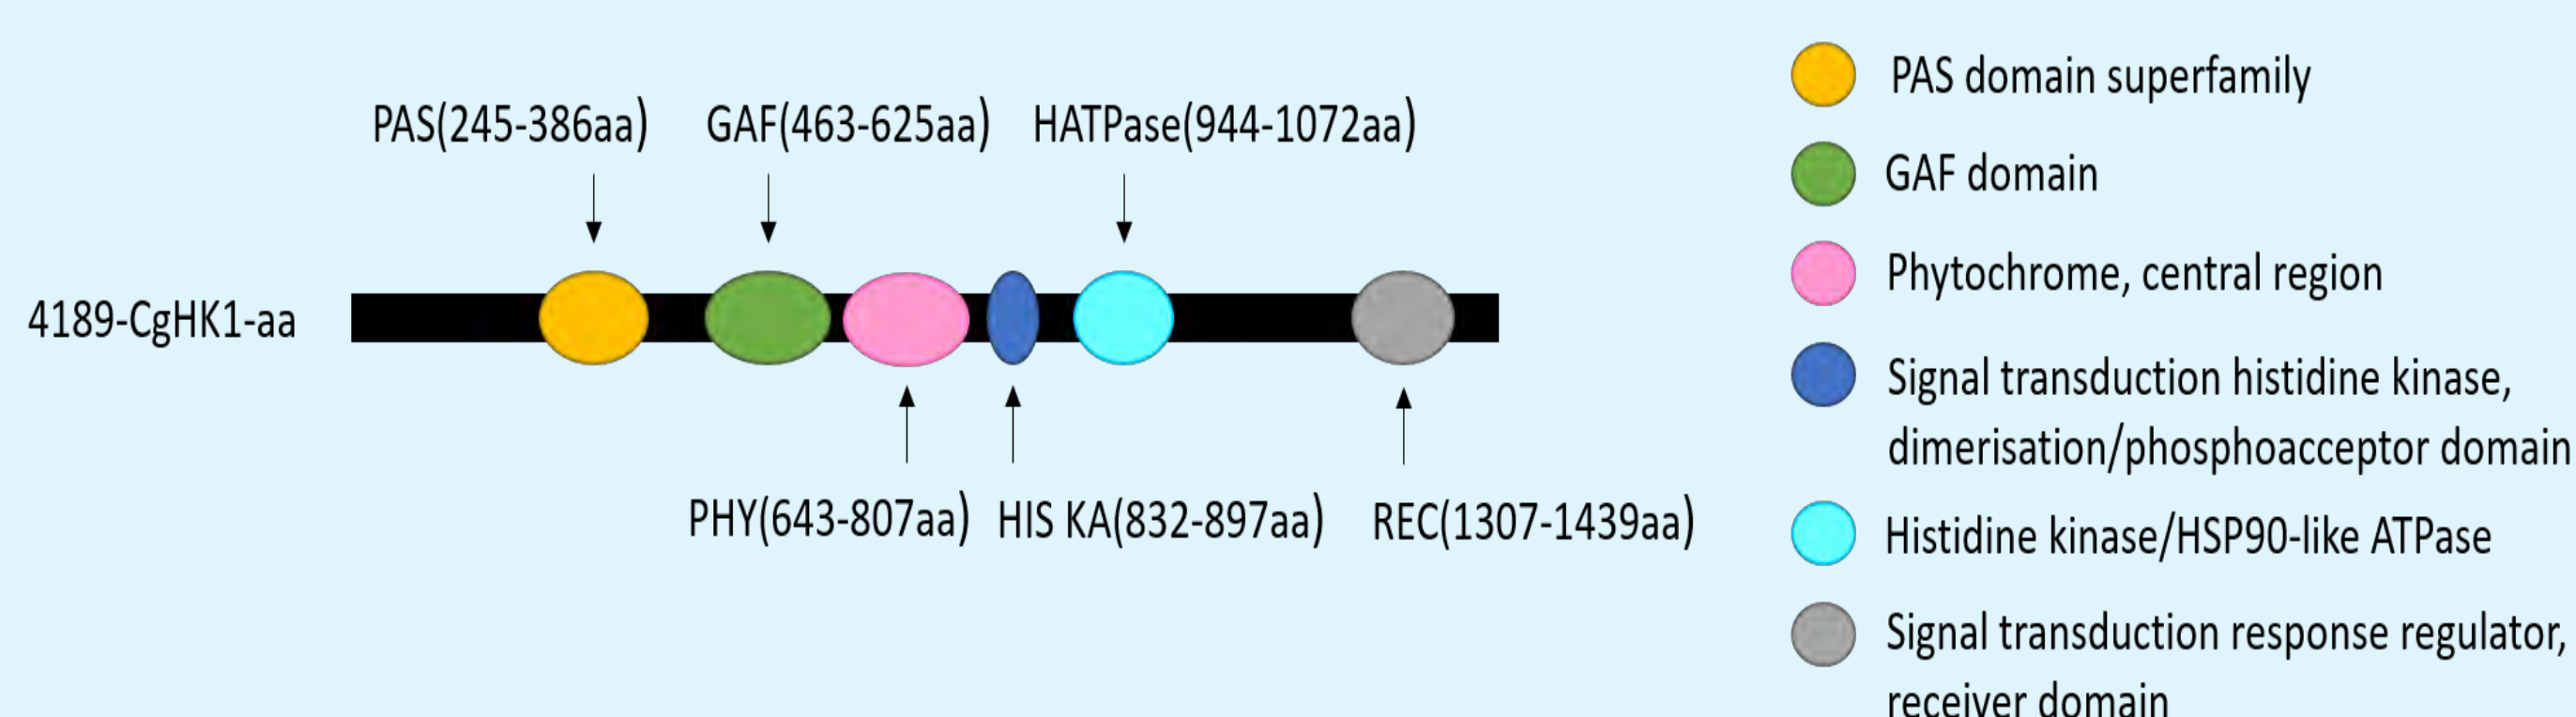 PAS(245-386aa)
GAF(463-625aa)
HATPase(944-1072aa)
4189-CgHK1-aa
PHY(643-807aa)
HIS KA(832-897aa)
REC(1307-1439aa)
PAS domain superfamily
GAF domain
Phytochrome, central region
Signal transduction histidine kinase,
dimerisation/phosphoacceptor domain
Histidine kinase/HSP90-like ATPase
Signal transduction response regulator,
receiver domain